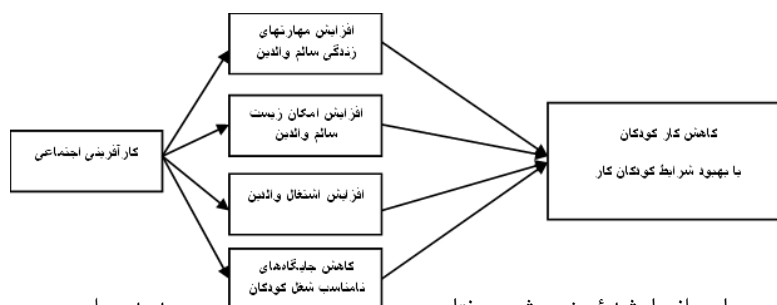 افزایش مهارتهای
زندگی سالم والدین
افزایش امکان زیست
سالم والدین
کارآفرینی اجتماعی
افزایش اشتغال والدین
کاهش جایگاههای
نامناسب شغل کودکان
کاهش کار کودکان
یا بهبود شرایط کودکان کار